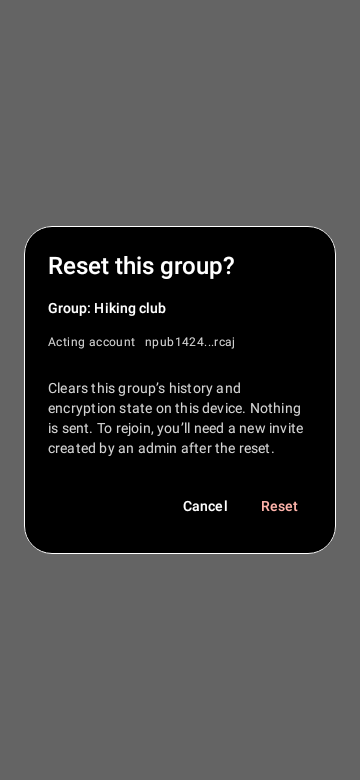 Reset this group?
Group: Hiking club
Acting account npub1424...rcaj
Clears this group’s history and
encryption state on this device. Nothing
is sent. To rejoin, you’ll need a new invite
created by an admin after the reset.
Cancel Reset